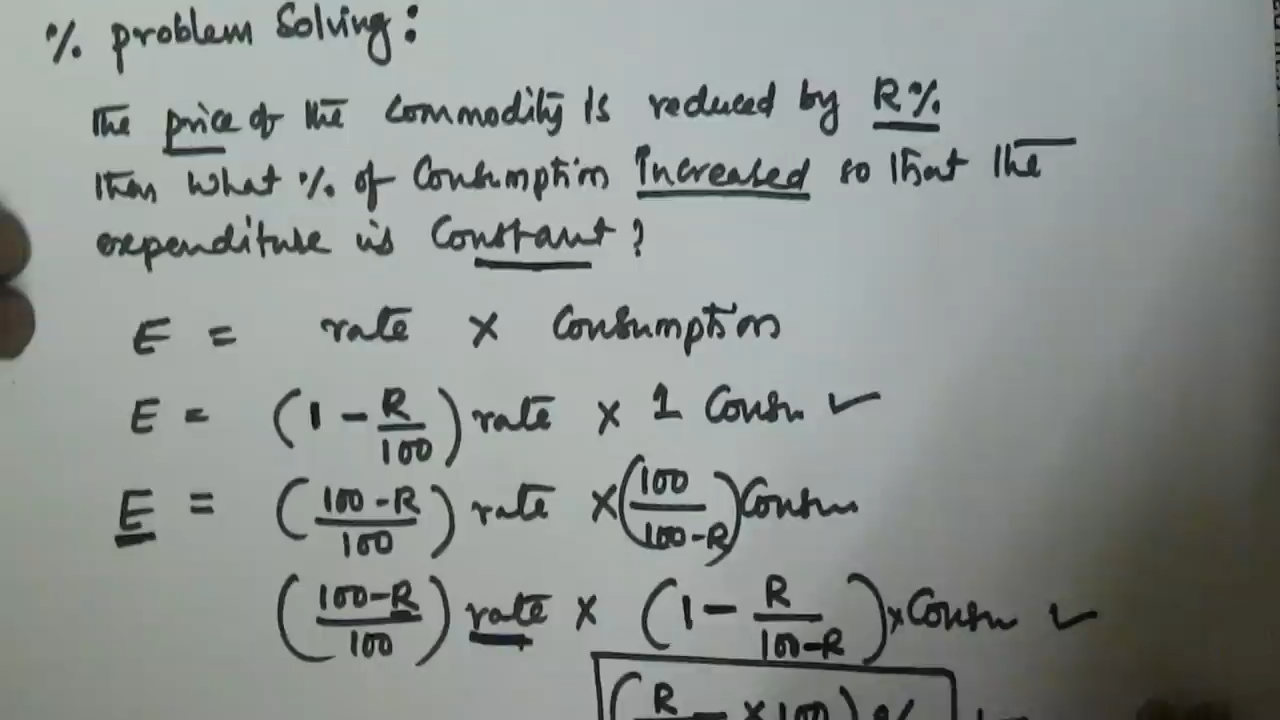 % problem Solving:
The price of the Commodity is reduced by R%
then what % of Consumption Increased so that the
expenditure is Constant?
E = rate × Consumption
E = (1 - R/100) rate × 1 Consu ✓
E = (100-R/100) rate × (100/100-R) Consu
(100-R/100) rate × (1 - R/100-R) × Consu ✓
(R × 100) %